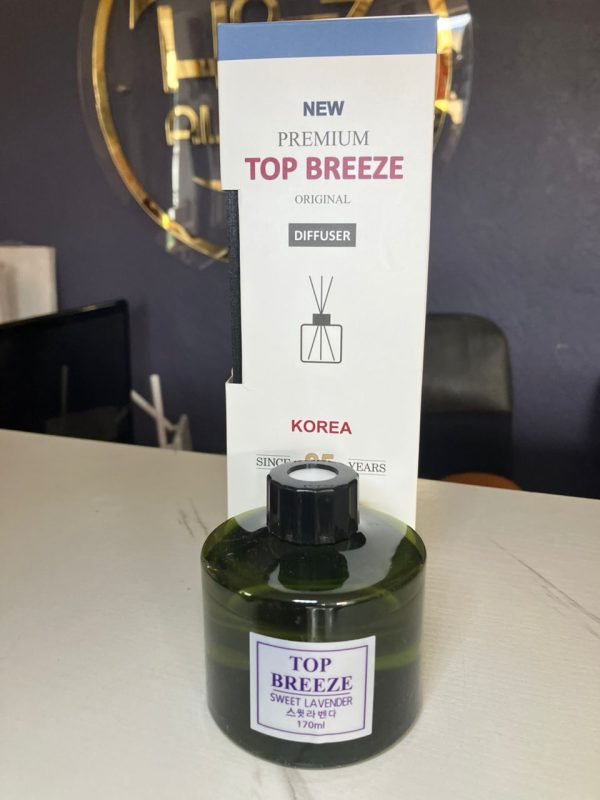 NEW
PREMIUM
TOP BREEZE
ORIGINAL
DIFFUSER
KOREA
SINCE YEARS
TOP
BREEZE
SWEET LAVENDER
스윗라벤다
170ml